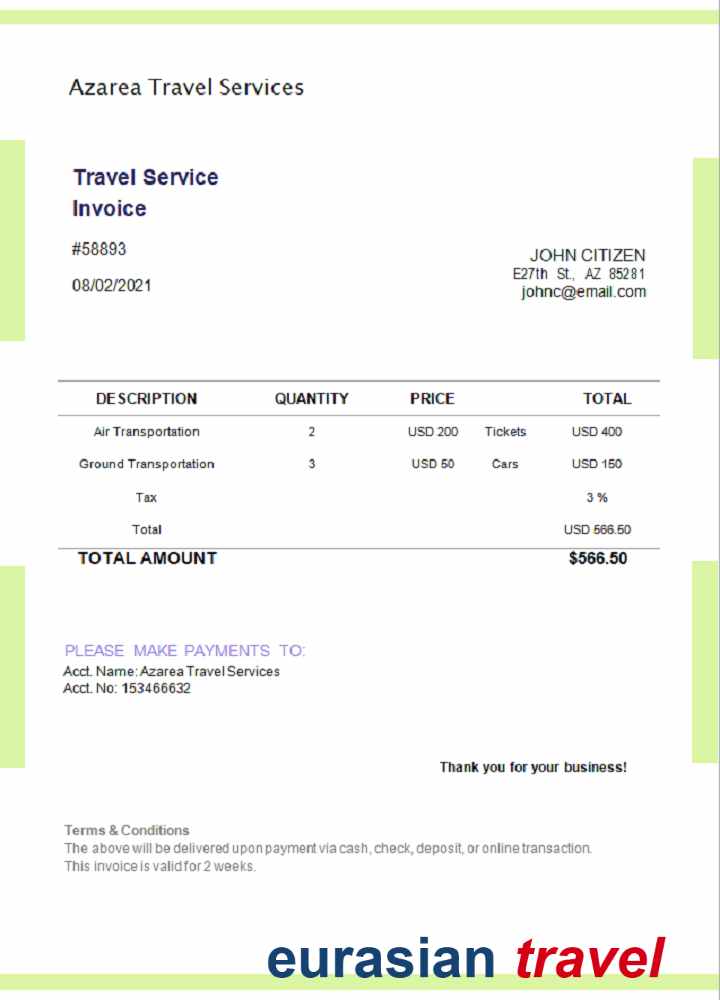 Azarea Travel Services
Travel Service
Invoice
#58893
08/02/2021
JOHN CITIZEN
E27th St., AZ 85281
johnc@email.com
DESCRIPTION QUANTITY PRICE TOTAL
Air Transportation 2 USD 200 Tickets USD 400
Ground Transportation 3 USD 50 Cars USD 150
Tax 3 %
Total USD 566.50
TOTAL AMOUNT $566.50
PLEASE MAKE PAYMENTS TO:
Acct. Name: Azarea Travel Services
Acct. No: 153466632
Thank you for your business!
Terms & Conditions
The above will be delivered upon payment via cash, check, deposit, or online transaction.
This invoice is valid for 2 weeks.
eurasian travel